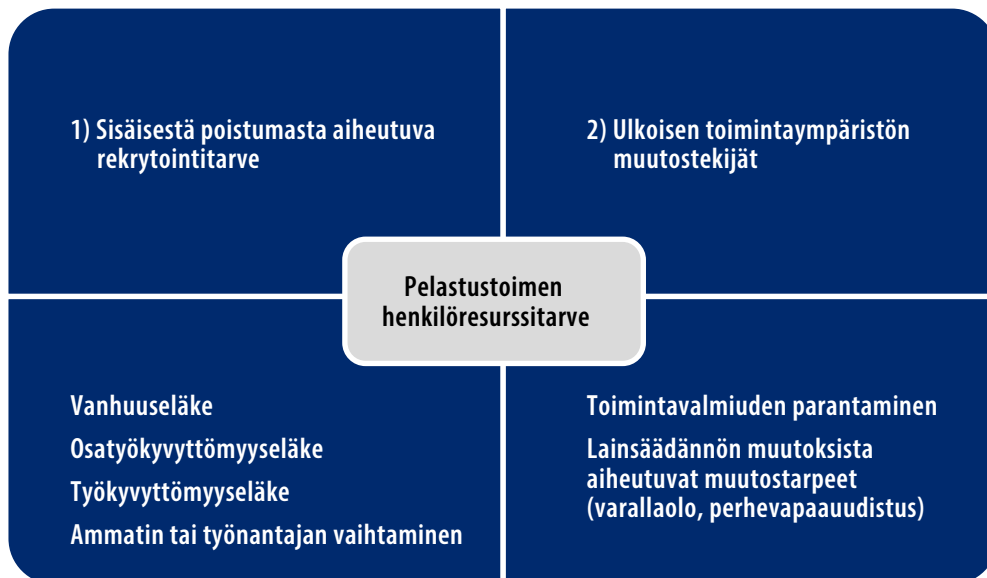 1) Sisäisestä poistumasta aiheutuva
rekrytointitarve
2) Ulkoisen toimintaympäristön
muutostekijät
Pelastustoimen
henkilöresurssitarve
Vanhuuseläke
Osatyökyvyttömyyseläke
Työkyvyttömyyseläke
Ammatin tai työnantajan vaihtaminen
Toimintavalmiuden parantaminen
Lainsäädännön muutoksista
aiheutuvat muutostarpeet
(varallaolo, perhevapaauudistus)